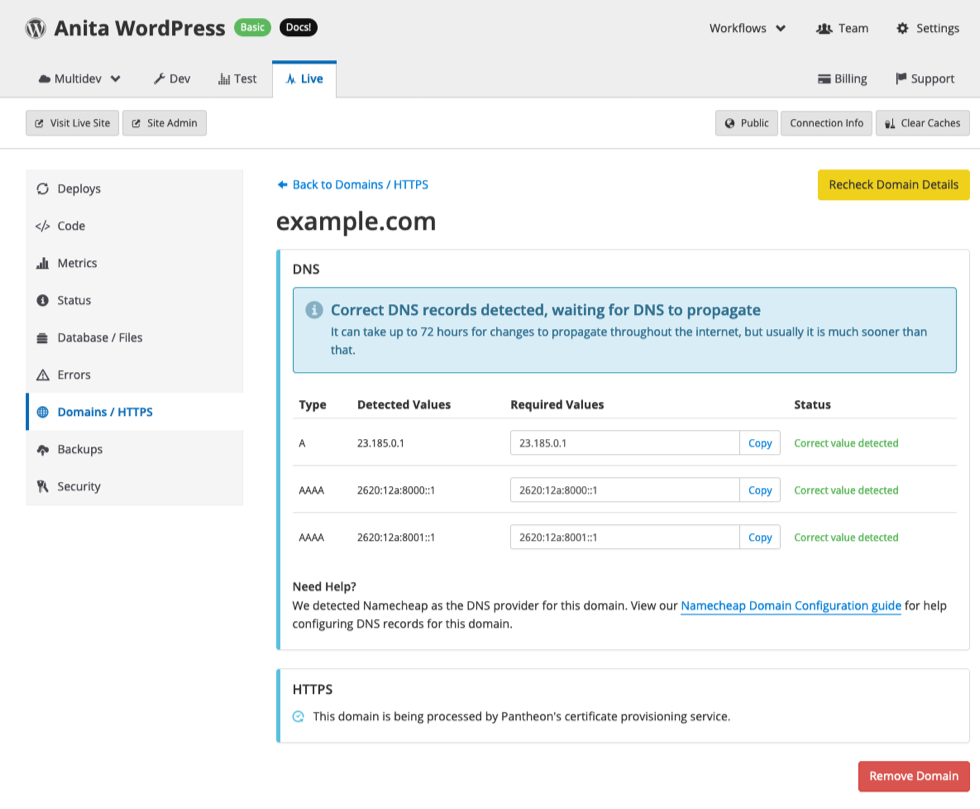 Anita WordPress Basic Docs! Workflows Team Settings
Multidev Dev Test Live Billing Support
Visit Live Site Site Admin Public Connection Info Clear Caches
Deploys
Code
Metrics
Status
Database / Files
Errors
Domains / HTTPS
Backups
Security
Back to Domains / HTTPS Recheck Domain Details
example.com
DNS
Correct DNS records detected, waiting for DNS to propagate
It can take up to 72 hours for changes to propagate throughout the internet, but usually it is much sooner than
that.
Type Detected Values Required Values Status
A 23.185.0.1 23.185.0.1 Copy Correct value detected
AAAA 2620:12a:8000::1 2620:12a:8000::1 Copy Correct value detected
AAAA 2620:12a:8001::1 2620:12a:8001::1 Copy Correct value detected
Need Help?
We detected Namecheap as the DNS provider for this domain. View our Namecheap Domain Configuration guide for help
configuring DNS records for this domain.
HTTPS
This domain is being processed by Pantheon's certificate provisioning service.
Remove Domain